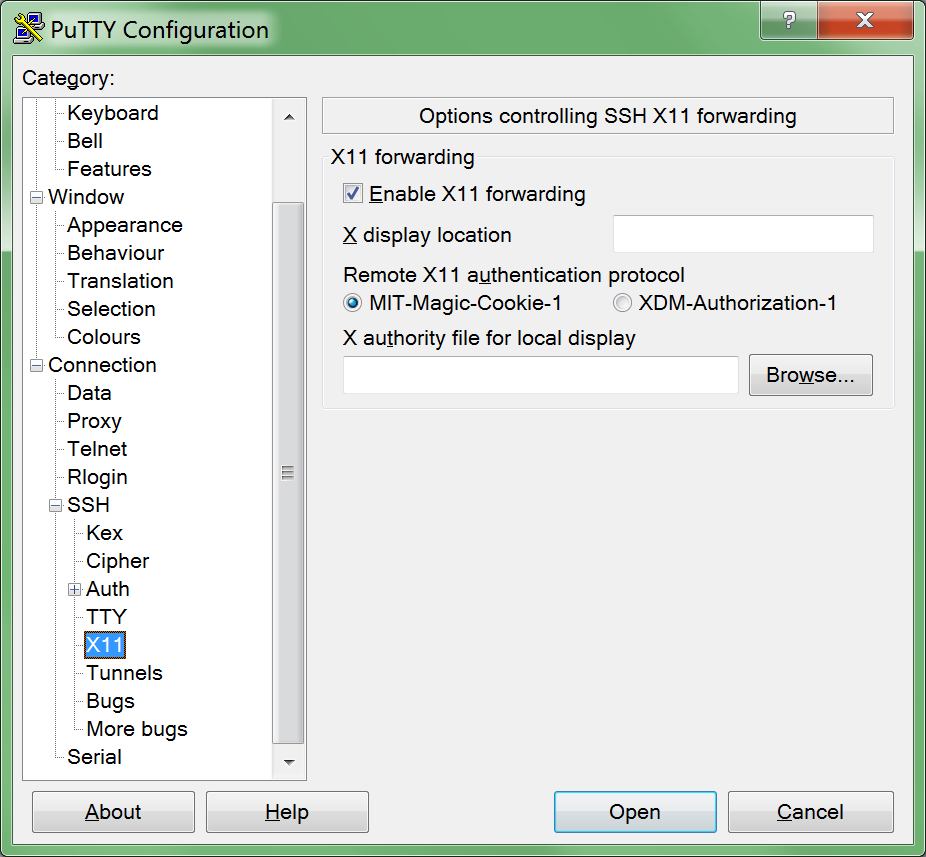 PuTTY Configuration
?
X
Category:
Keyboard
Bell
Features
Window
Appearance
Behaviour
Translation
Selection
Colours
Connection
Data
Proxy
Telnet
Rlogin
SSH
Kex
Cipher
Auth
TTY
X11
Tunnels
Bugs
More bugs
Serial
Options controlling SSH X11 forwarding
X11 forwarding
Enable X11 forwarding
X display location
Remote X11 authentication protocol
MIT-Magic-Cookie-1 XDM-Authorization-1
X authority file for local display
Browse...
About Help Open Cancel